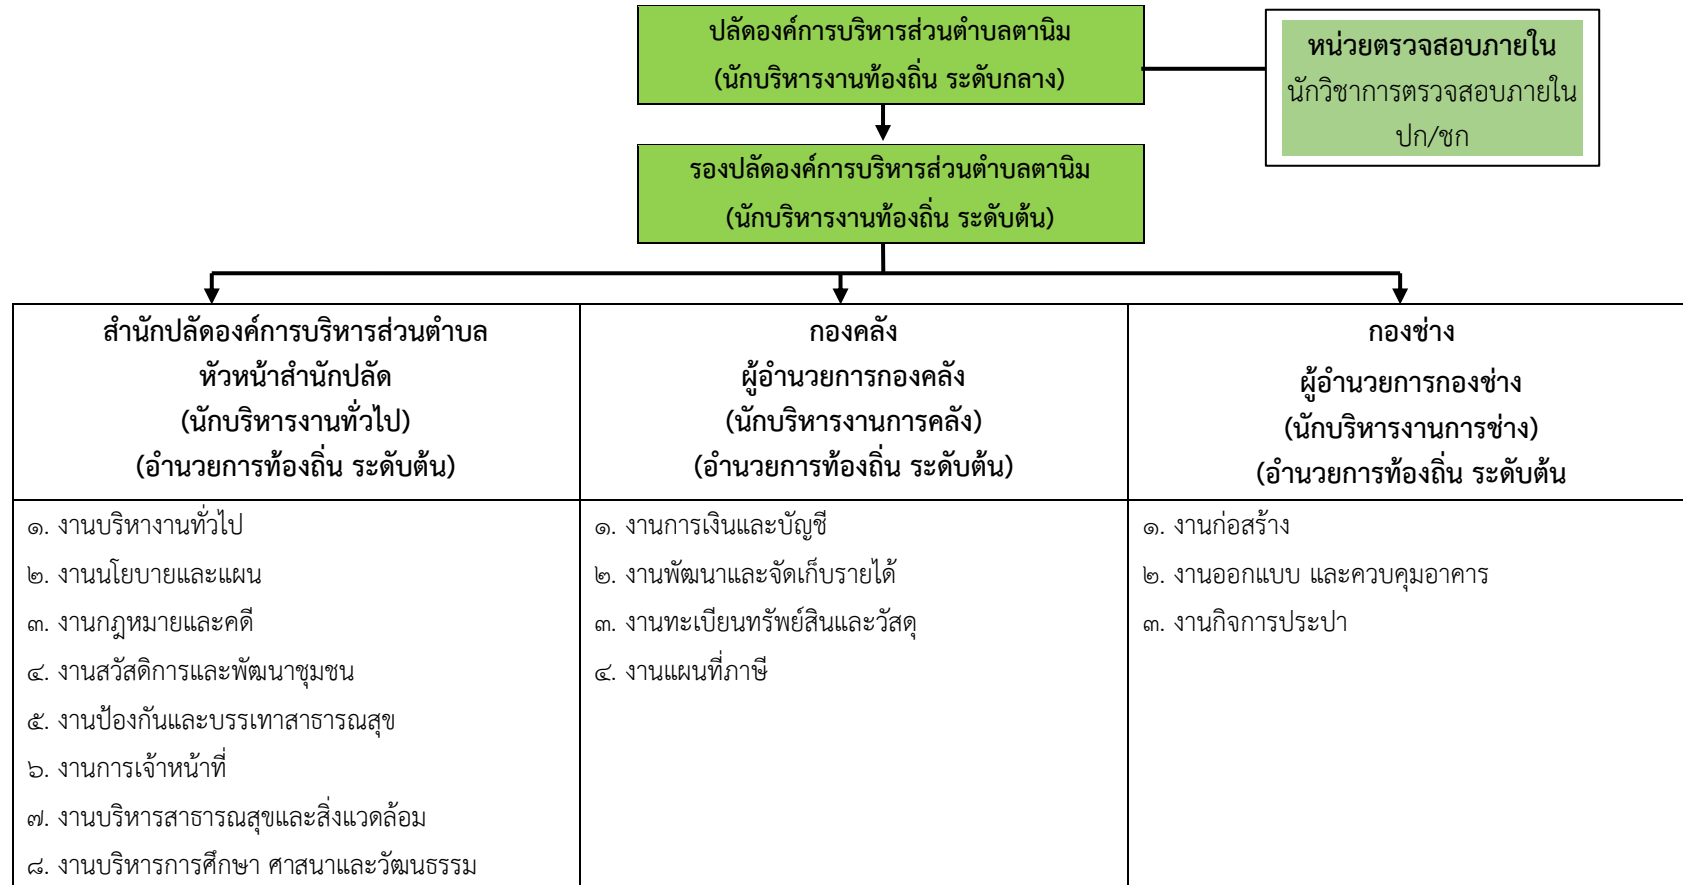 ปลัดองค์การบริหารส่วนตำบลตานิม
(นักบริหารงานท้องถิ่น ระดับกลาง)
หน่วยตรวจสอบภายใน
นักวิชาการตรวจสอบภายใน
ปก/ชก
รองปลัดองค์การบริหารส่วนตำบลตานิม
(นักบริหารงานท้องถิ่น ระดับต้น)
สำนักปลัดองค์การบริหารส่วนตำบล
หัวหน้าสำนักปลัด
(นักบริหารงานทั่วไป)
(อำนวยการท้องถิ่น ระดับต้น)
กองคลัง
ผู้อำนวยการกองคลัง
(นักบริหารงานการคลัง)
(อำนวยการท้องถิ่น ระดับต้น)
กองช่าง
ผู้อำนวยการกองช่าง
(นักบริหารงานการช่าง)
(อำนวยการท้องถิ่น ระดับต้น
๑. งานบริหางานทั่วไป
๒. งานนโยบายและแผน
๓. งานกฎหมายและคดี
๔. งานสวัสดิการและพัฒนาชุมชน
๕. งานป้องกันและบรรเทาสาธารณสุข
๖. งานการเจ้าหน้าที่
๗. งานบริหารสาธารณสุขและสิ่งแวดล้อม
๘. งานบริหารการศึกษา ศาสนาและวัฒนธรรม
๑. งานการเงินและบัญชี
๒. งานพัฒนาและจัดเก็บรายได้
๓. งานทะเบียนทรัพย์สินและวัสดุ
๔. งานแผนที่ภาษี
๑. งานก่อสร้าง
๒. งานออกแบบ และควบคุมอาคาร
๓. งานกิจการประปา